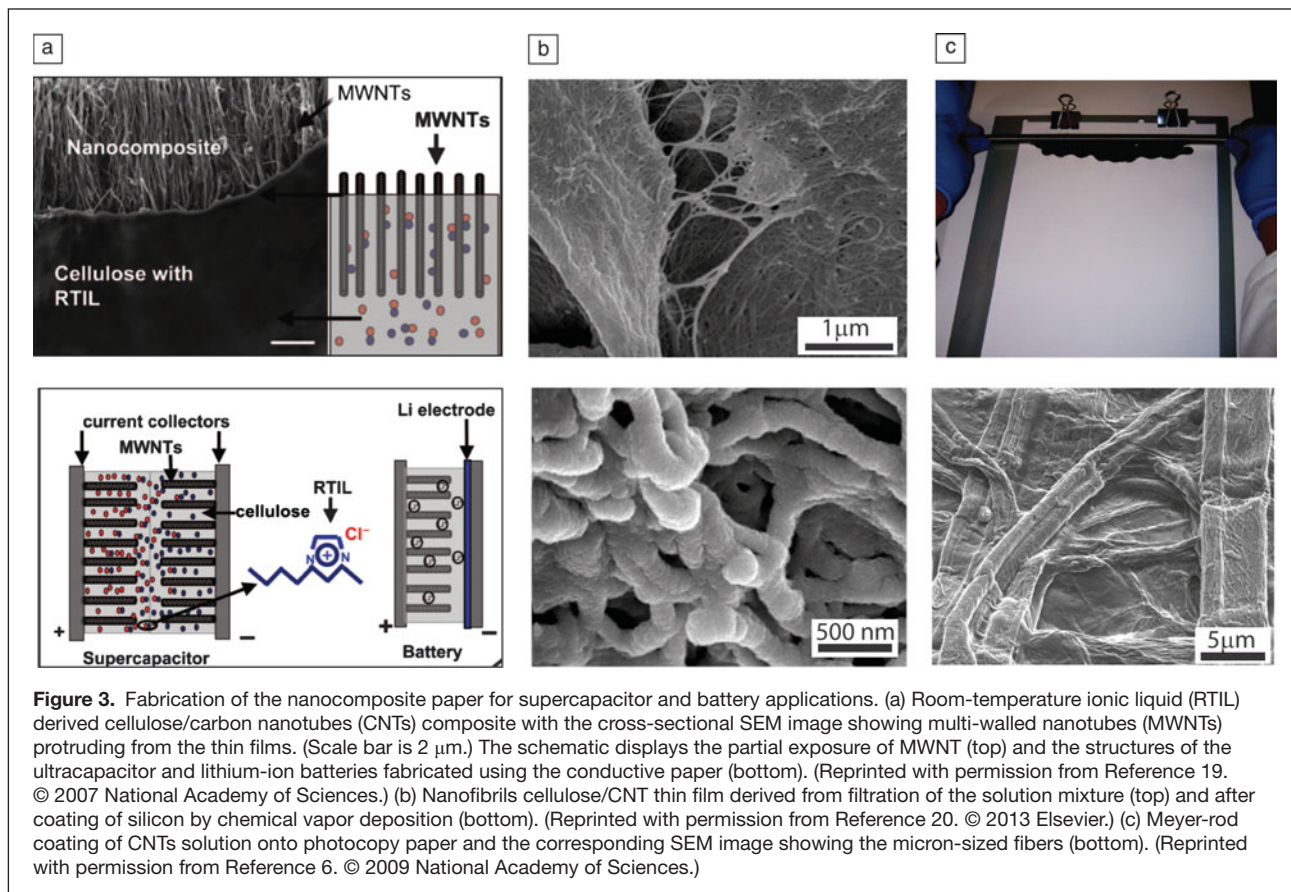 a
b
c
MWNTs
MWNTs
Nanocomposite
Cellulose with
RTIL
1μm
current collectors
MWNTs
cellulose
RTIL
Cl⁻
N
+
N
+
−
Supercapacitor
Li electrode
+
−
Battery
500 nm
5μm
Figure 3. Fabrication of the nanocomposite paper for supercapacitor and battery applications. (a) Room-temperature ionic liquid (RTIL)
derived cellulose/carbon nanotubes (CNTs) composite with the cross-sectional SEM image showing multi-walled nanotubes (MWNTs)
protruding from the thin films. (Scale bar is 2 μm.) The schematic displays the partial exposure of MWNT (top) and the structures of the
ultracapacitor and lithium-ion batteries fabricated using the conductive paper (bottom). (Reprinted with permission from Reference 19.
© 2007 National Academy of Sciences.) (b) Nanofibrils cellulose/CNT thin film derived from filtration of the solution mixture (top) and after
coating of silicon by chemical vapor deposition (bottom). (Reprinted with permission from Reference 20. © 2013 Elsevier.) (c) Meyer-rod
coating of CNTs solution onto photocopy paper and the corresponding SEM image showing the micron-sized fibers (bottom). (Reprinted
with permission from Reference 6. © 2009 National Academy of Sciences.)